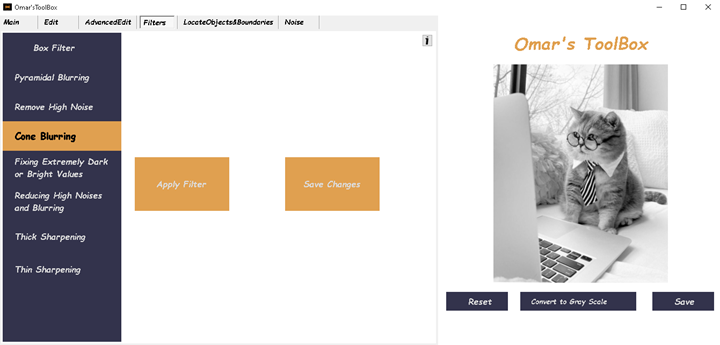 Omar'sToolBox
Main
Edit
AdvancedEdit
Filters
LocateObjects&Boundaries
Noise
Box Filter
Pyramidal Blurring
Remove High Noise
Cone Blurring
Fixing Extremely Dark
or Bright Values
Reducing High Noises
and Blurring
Thick Sharpening
Thin Sharpening
i
Apply Filter
Save Changes
Omar's ToolBox
Reset
Convert to Gray Scale
Save